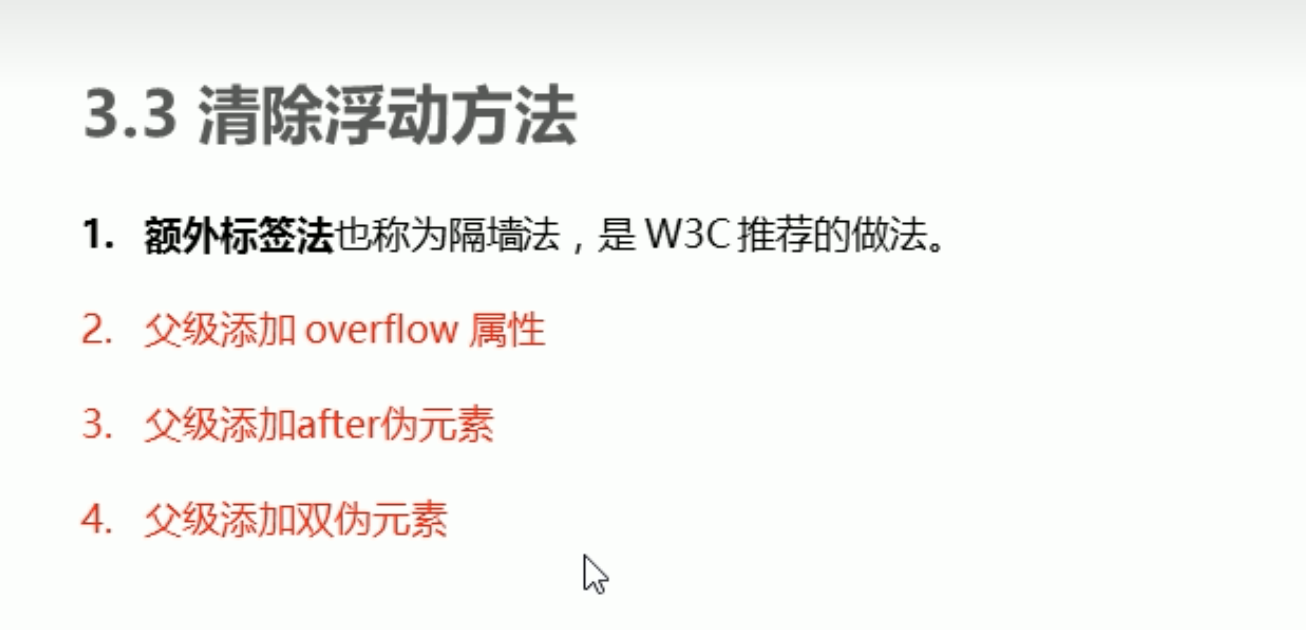 3.3 清除浮动方法
1. 额外标签法也称为隔墙法，是 W3C 推荐的做法。
2. 父级添加 overflow 属性
3. 父级添加after伪元素
4. 父级添加双伪元素